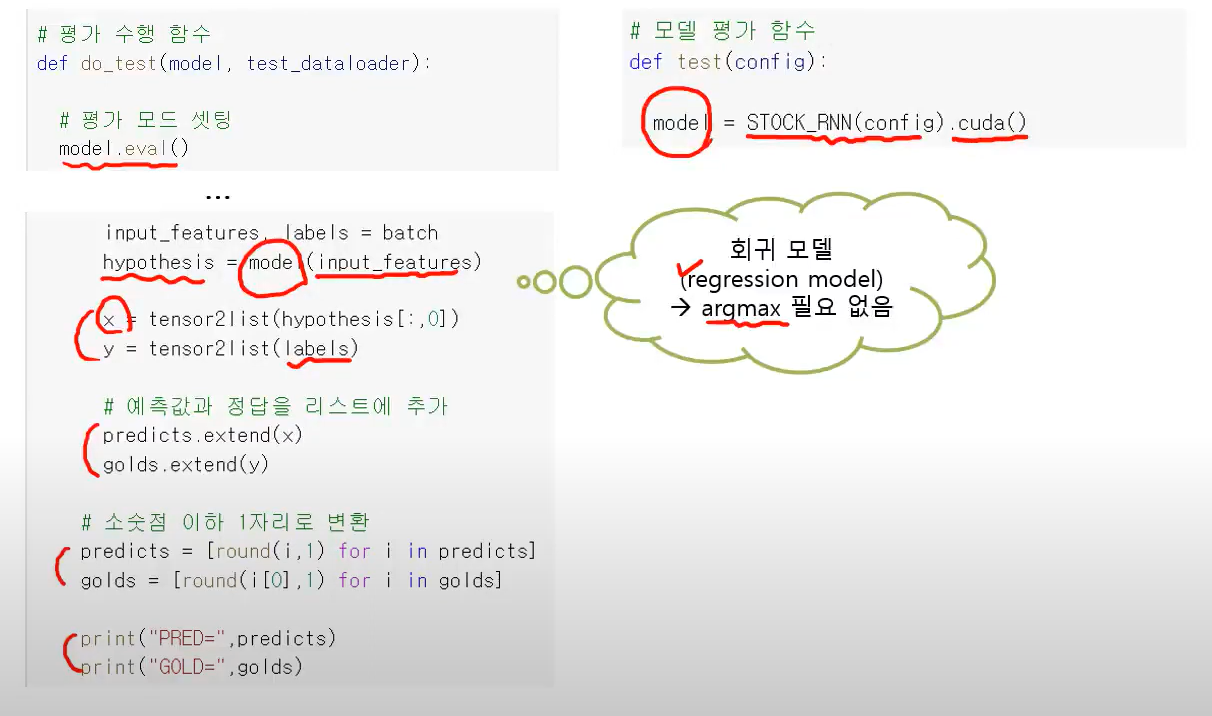 # 평가 수행 함수
def do_test(model, test_dataloader):
# 평가 모드 셋팅
model.eval()
...
input_features, labels = batch
hypothesis = model(input_features)
x = tensor2list(hypothesis[:,0])
y = tensor2list(labels)
# 예측값과 정답을 리스트에 추가
predicts.extend(x)
golds.extend(y)
# 소숫점 이하 1자리로 변환
predicts = [round(i,1) for i in predicts]
golds = [round(i[0],1) for i in golds]
print("PRED=",predicts)
print("GOLD=",golds)
# 모델 평가 함수
def test(config):
model = STOCK_RNN(config).cuda()
회귀 모델
(regression model)
→ argmax 필요 없음